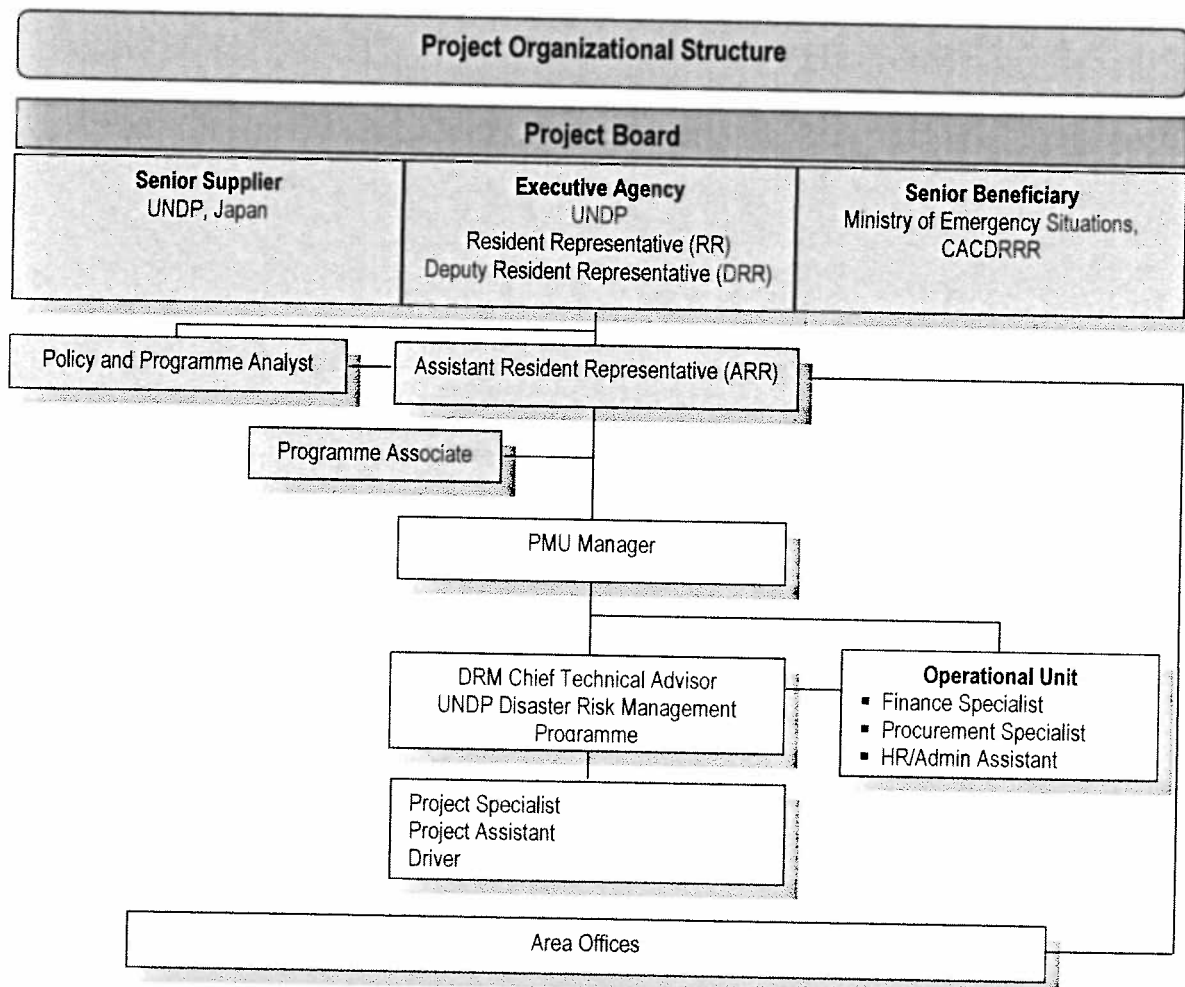 Project Organizational Structure
Project Board
Senior Supplier
UNDP, Japan
Executive Agency
UNDP
Resident Representative (RR)
Deputy Resident Representative (DRR)
Senior Beneficiary
Ministry of Emergency Situations,
CACDRRR
Policy and Programme Analyst
Assistant Resident Representative (ARR)
Programme Associate
PMU Manager
DRM Chief Technical Advisor
UNDP Disaster Risk Management
Programme
Operational Unit
▪ Finance Specialist
▪ Procurement Specialist
▪ HR/Admin Assistant
Project Specialist
Project Assistant
Driver
Area Offices